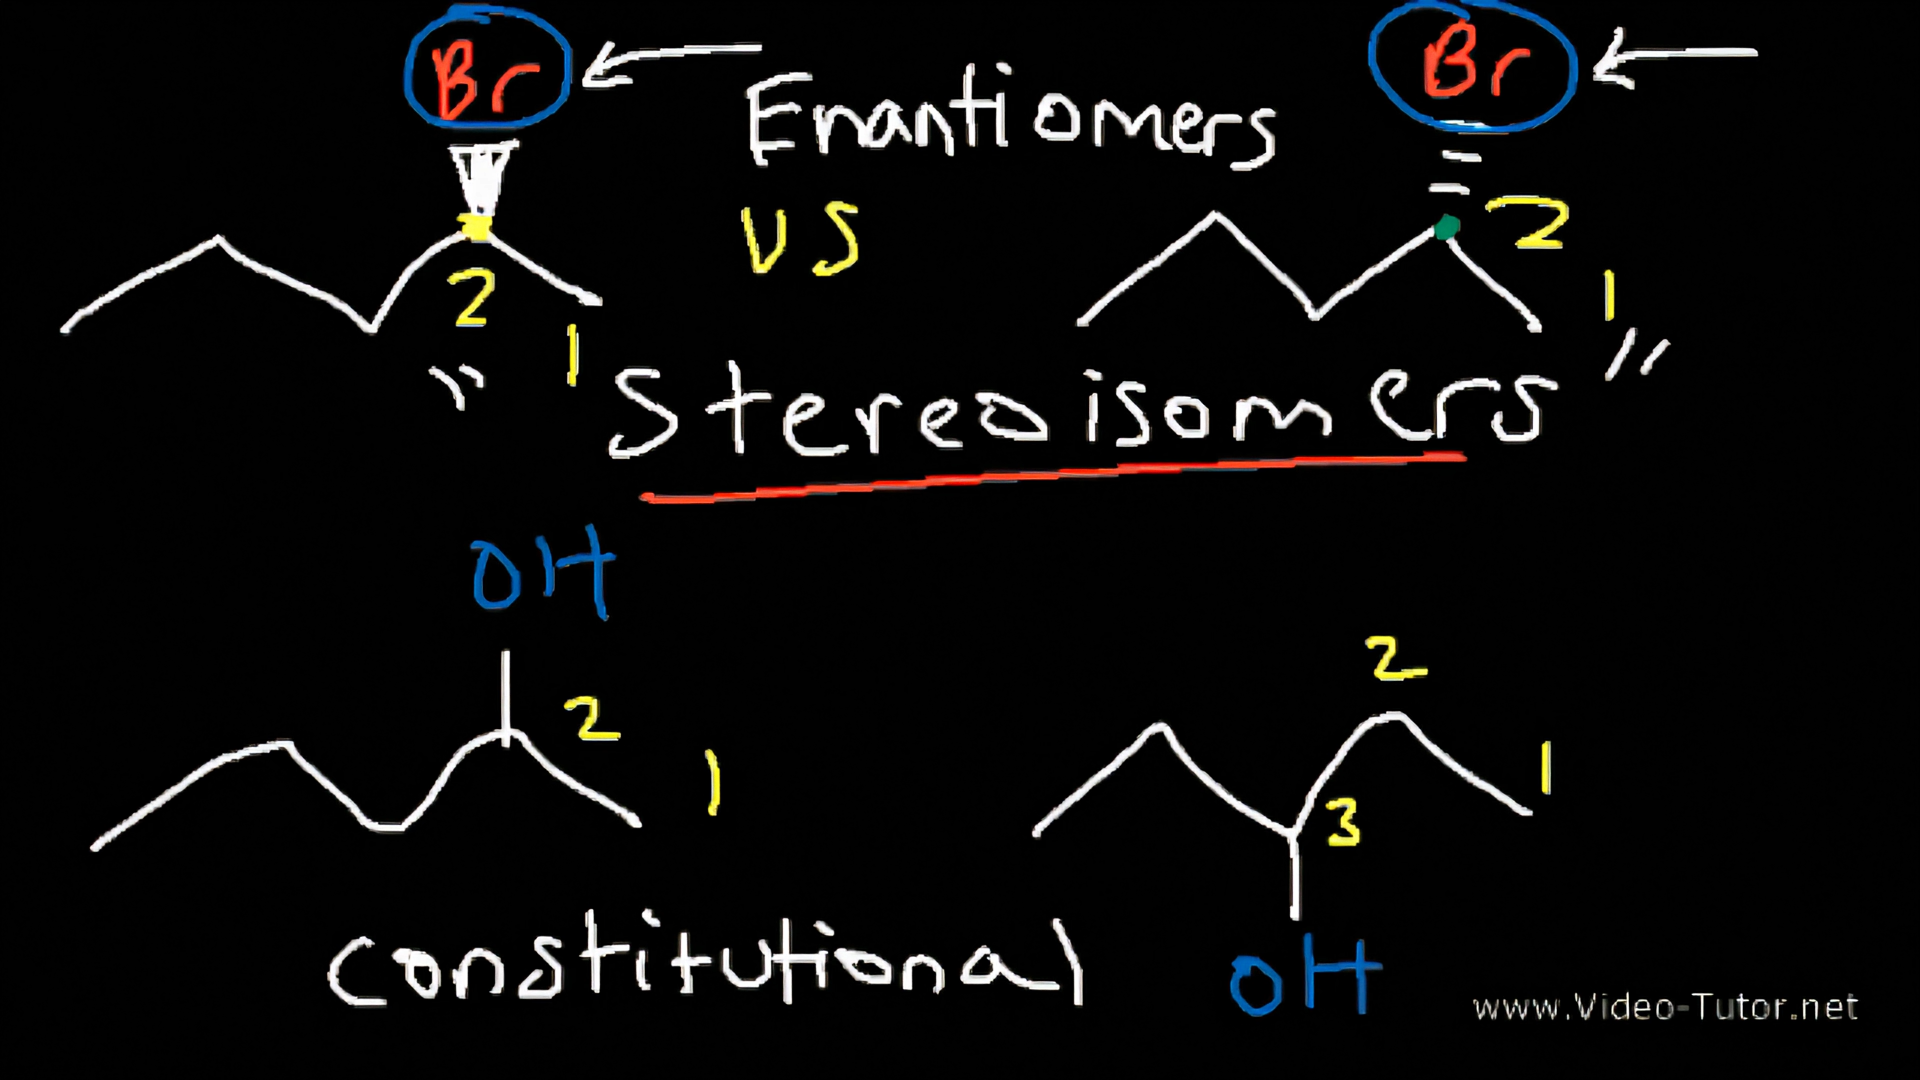 Br
Br
Enantiomers
VS
2
2
1
1
" Stereoisomers "
OH
2
1
2
1
3
constitutional
OH
www.Video-Tutor.net